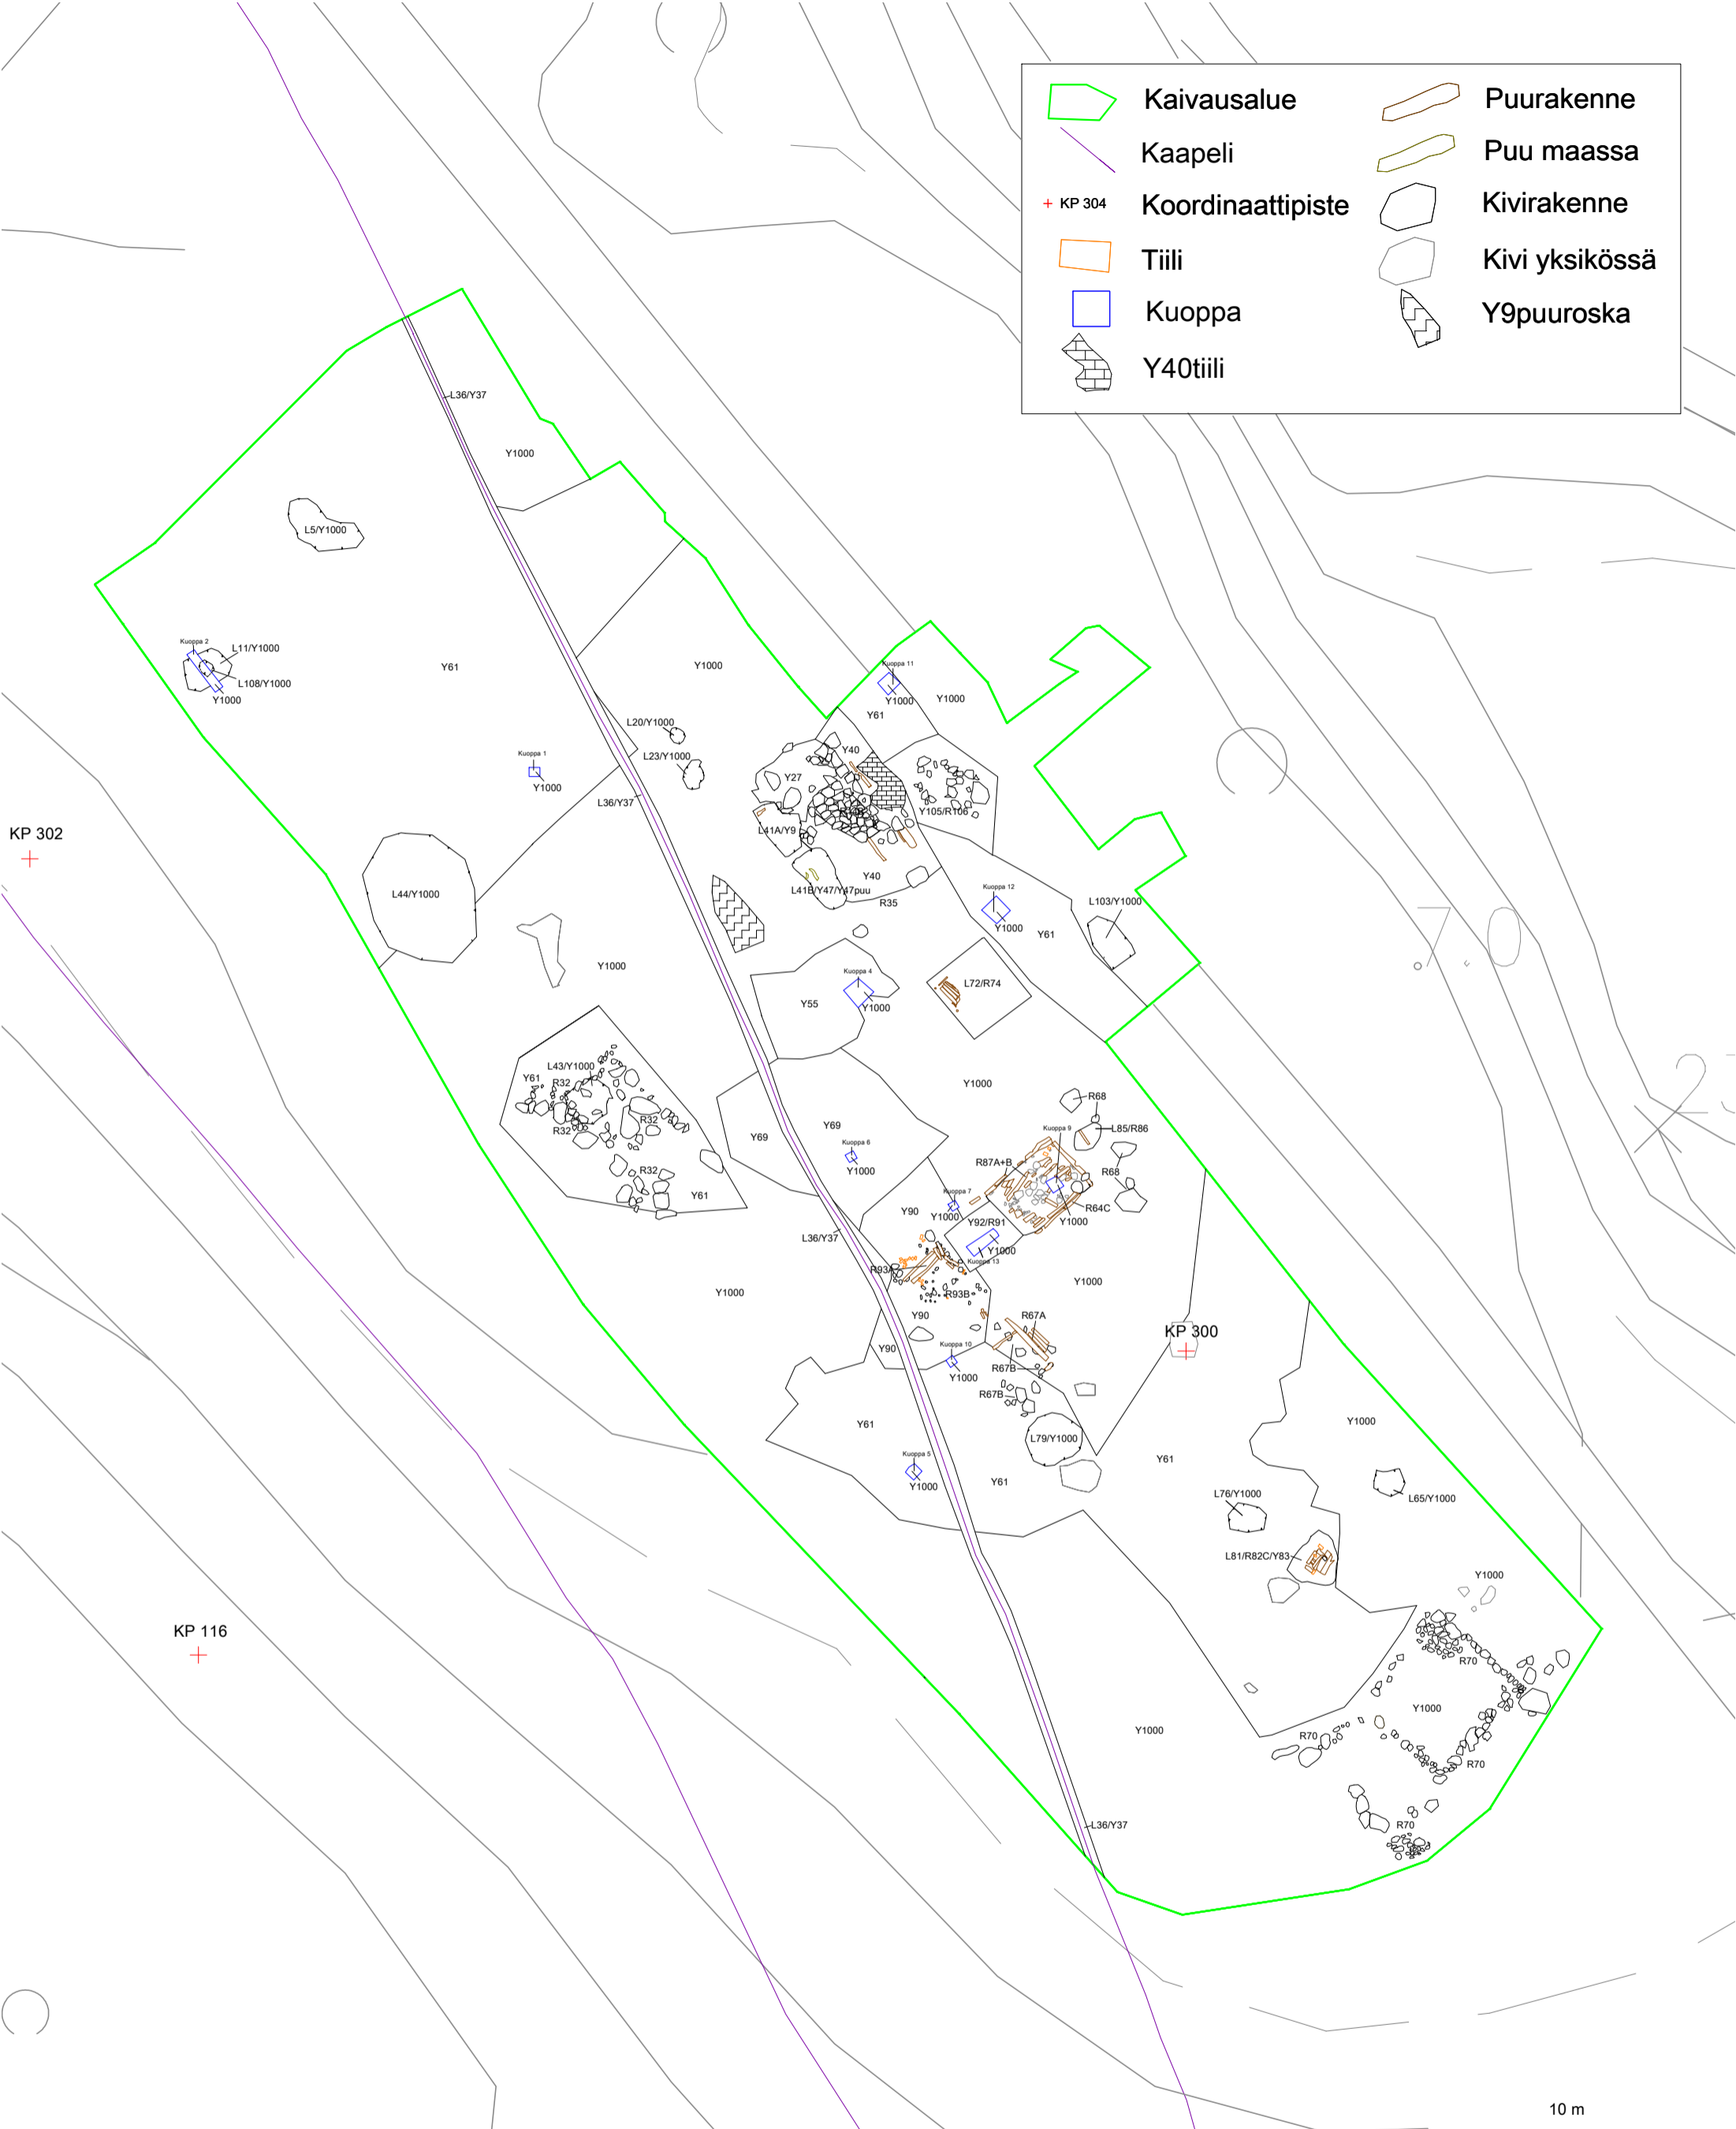 Kaivausalue
Puurakenne
Kaapeli
Puu maassa
KP 304
Koordinaattipiste
Kivirakenne
Tiili
Kivi yksikössä
Kuoppa
Y9puuroska
Y40tiili
L36/Y37
Y1000
L5/Y1000
Kuoppa 2
L11/Y1000
L108/Y1000
Y1000
Y61
Y1000
Kuoppa 11
Y1000
Y1000
Y61
L20/Y1000
L23/Y1000
Kuoppa 1
Y1000
L36/Y37
Y40
Y27
Y105/R106
L41A/Y9
KP 302
L44/Y1000
Y40
L41B/Y47/Y47puu
R35
Kuoppa 12
Y1000
Y61
L103/Y1000
Y1000
Kuoppa 4
Y55
Y1000
L72/R74
L43/Y1000
Y61
R32
R32
R32
R32
Y61
Y1000
Y69
Y69
Kuoppa 6
Y1000
R68
L85/R86
Kuoppa 9
R87A+B
R68
R64C
Y1000
Kuoppa 7
Y90
Y1000
Y92/R91
Y1000
Kuoppa 13
L36/Y37
R93A
R93B
Y1000
Y1000
Y90
R67A
KP 300
Y90
Kuoppa 10
Y1000
R67B
R67B
Y61
L79/Y1000
Y1000
Kuoppa 5
Y1000
Y61
Y61
L76/Y1000
L65/Y1000
L81/R82C/Y83
Y1000
KP 116
R70
Y1000
Y1000
R70
R70
L36/Y37
R70
10 m